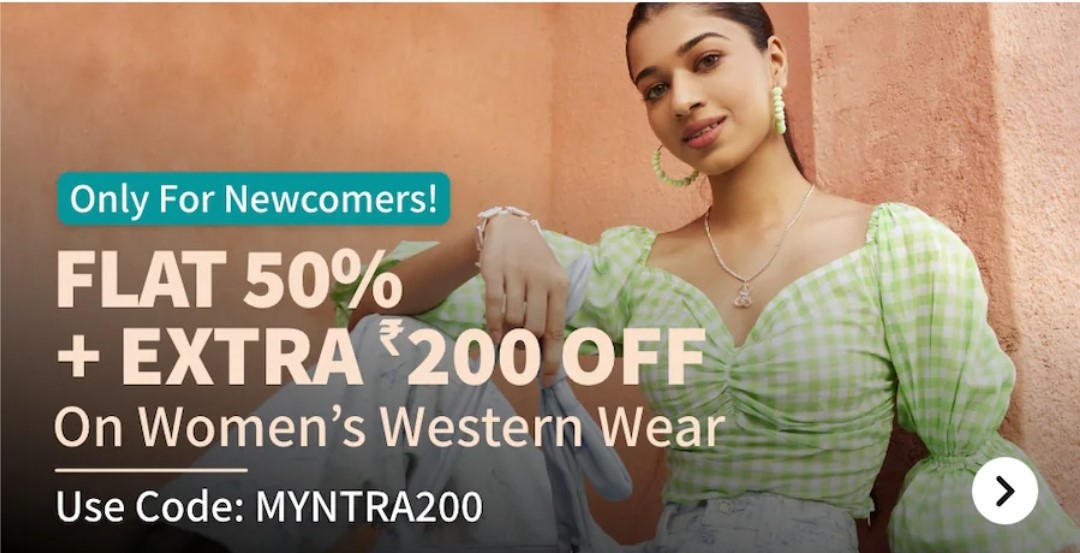 Only For Newcomers!
FLAT 50%
+ EXTRA ₹200 OFF
On Women's Western Wear
Use Code: MYNTRA200